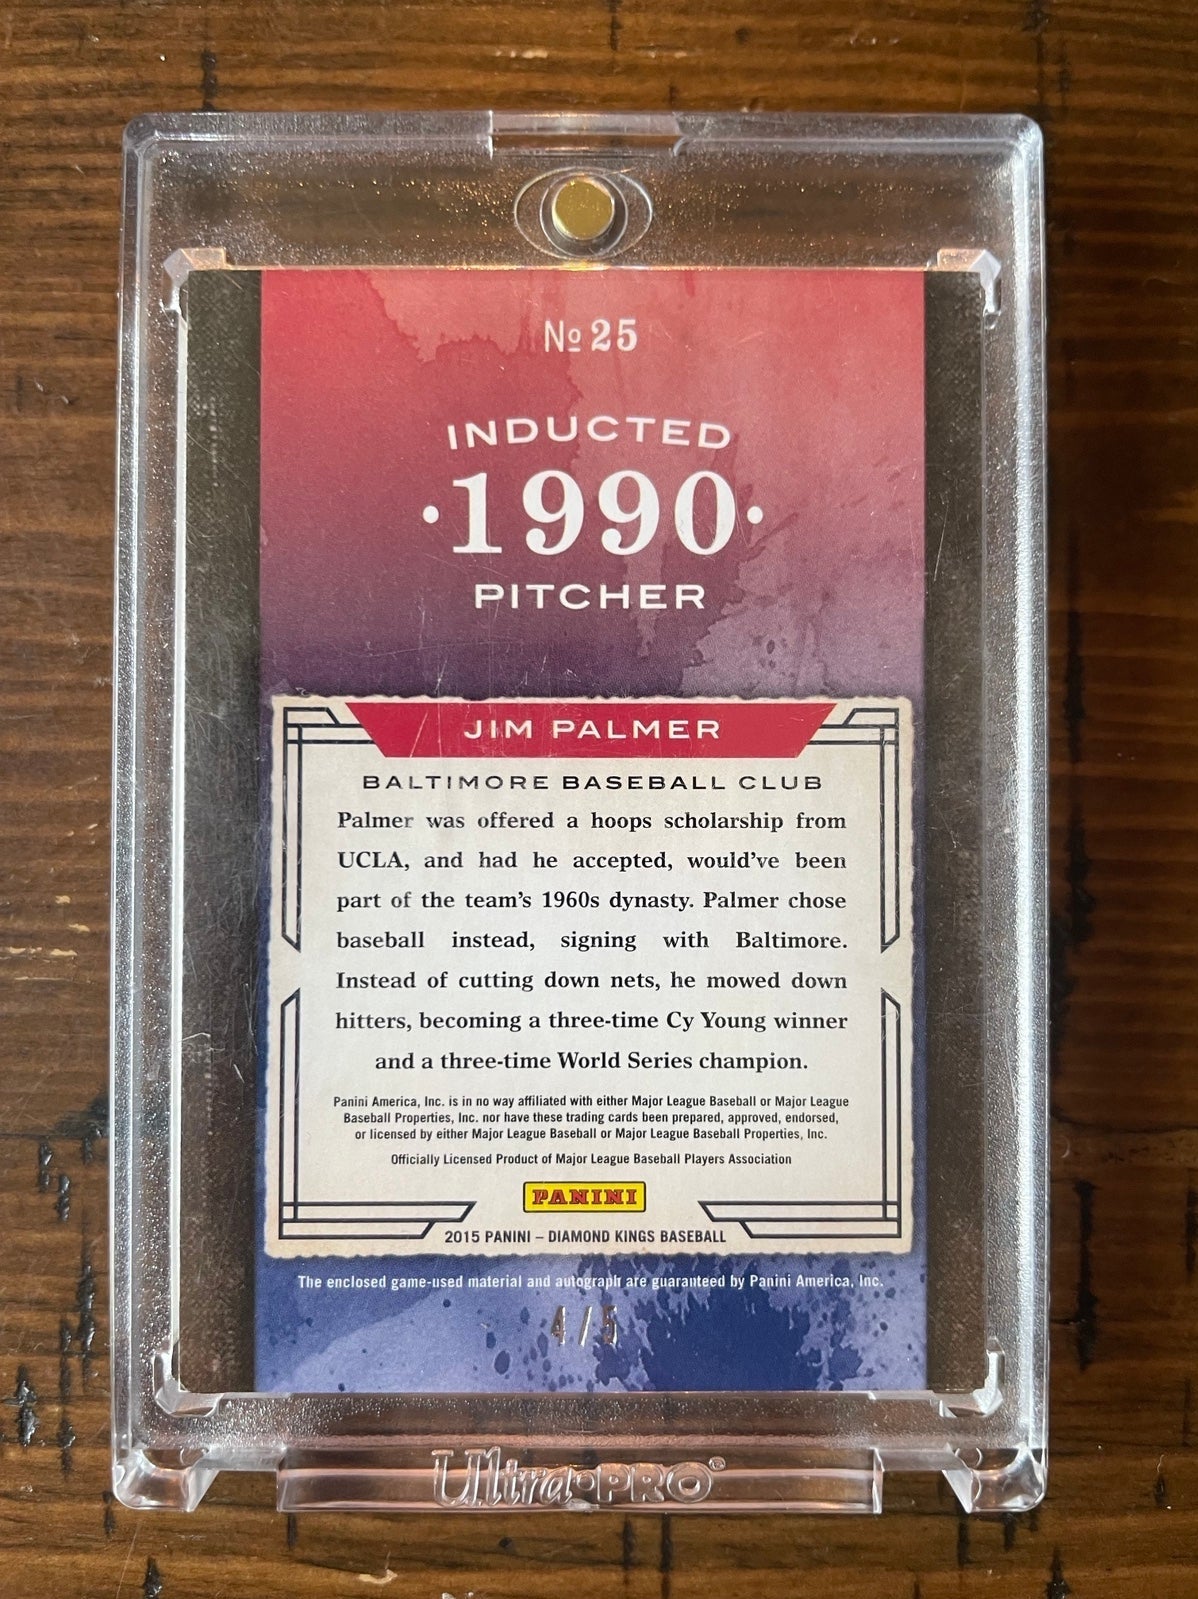 No 25
INDUCTED
·1990·
PITCHER
JIM PALMER
BALTIMORE BASEBALL CLUB
Palmer was offered a hoops scholarship from
UCLA, and had he accepted, would've been
part of the team's 1960s dynasty. Palmer chose
baseball instead, signing with Baltimore.
Instead of cutting down nets, he mowed down
hitters, becoming a three-time Cy Young winner
and a three-time World Series champion.
Panini America, Inc. is in no way affiliated with either Major League Baseball or Major League
Baseball Properties, Inc. nor have these trading cards been prepared, approved, endorsed,
or licensed by either Major League Baseball or Major League Baseball Properties, Inc.
Officially Licensed Product of Major League Baseball Players Association
PANINI
2015 PANINI – DIAMOND KINGS BASEBALL
The enclosed game-used material and autograph are guaranteed by Panini America, Inc.
4/5
Ultra·PRO®